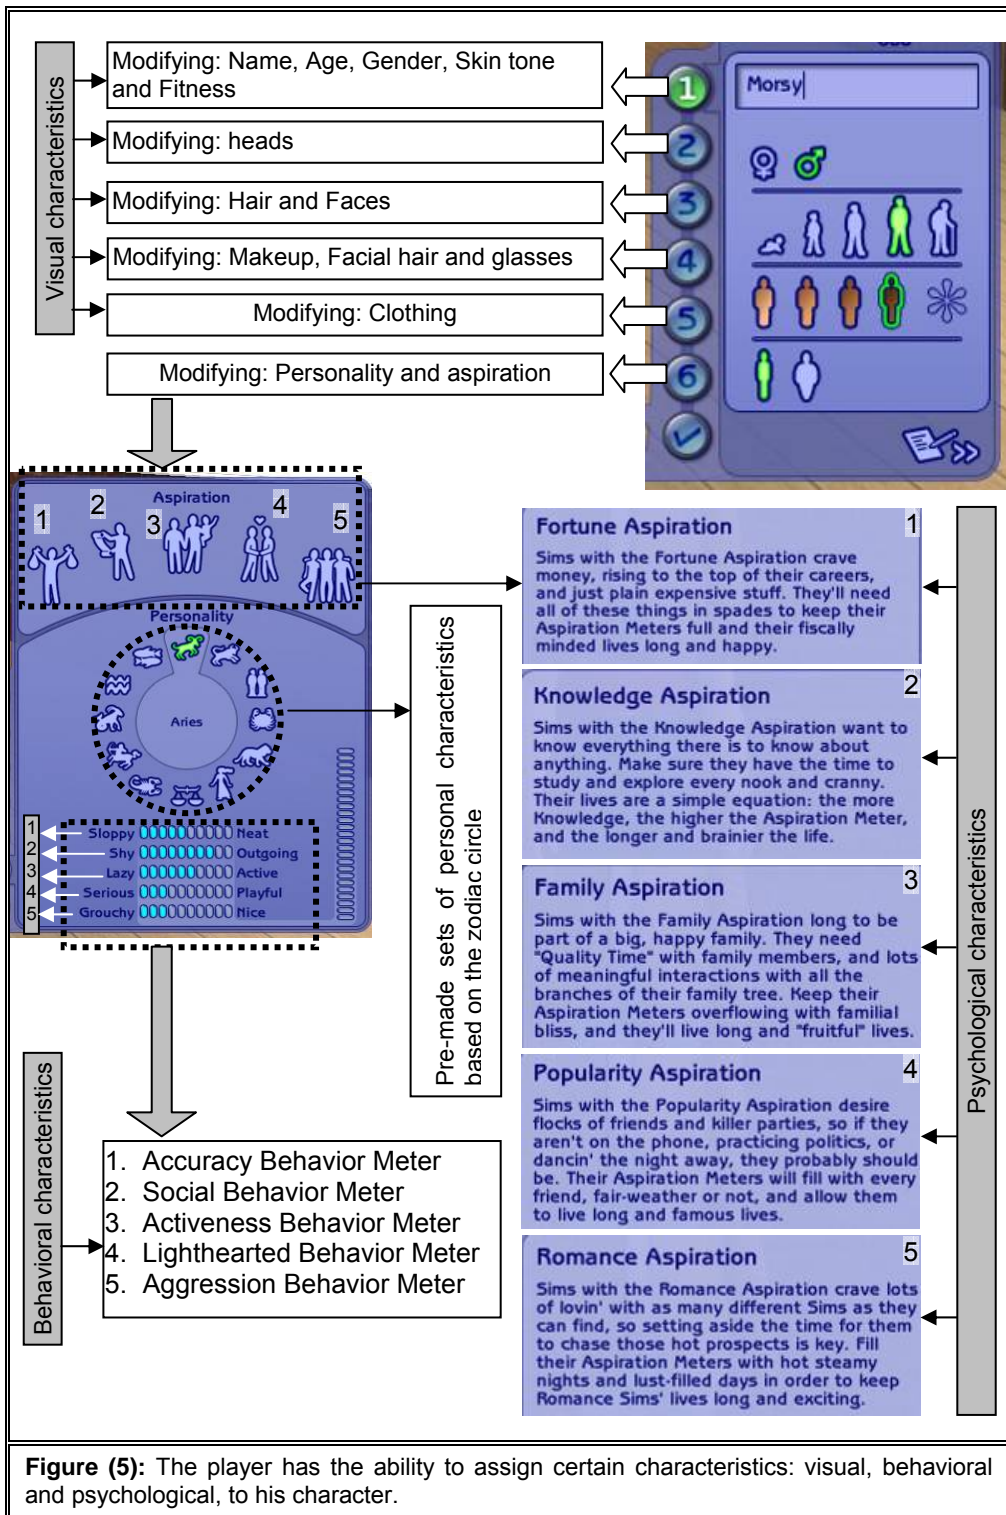 Visual characteristics
Modifying: Name, Age, Gender, Skin tone
and Fitness
Modifying: heads
Modifying: Hair and Faces
Modifying: Makeup, Facial hair and glasses
Modifying: Clothing
Modifying: Personality and aspiration
Morsy
1
2
3
4
5
6
Aspiration
1
2
3
4
5
Personality
Aries
1 Sloppy Neat
2 Shy Outgoing
3 Lazy Active
4 Serious Playful
5 Grouchy Nice
Pre-made sets of personal characteristics
based on the zodiac circle
Fortune Aspiration 1
Sims with the Fortune Aspiration crave
money, rising to the top of their careers,
and just plain expensive stuff. They'll need
all of these things in spades to keep their
Aspiration Meters full and their fiscally
minded lives long and happy.
Knowledge Aspiration 2
Sims with the Knowledge Aspiration want to
know everything there is to know about
anything. Make sure they have the time to
study and explore every nook and cranny.
Their lives are a simple equation: the more
Knowledge, the higher the Aspiration Meter,
and the longer and brainier the life.
Family Aspiration 3
Sims with the Family Aspiration long to be
part of a big, happy family. They need
"Quality Time" with family members, and lots
of meaningful interactions with all the
branches of their family tree. Keep their
Aspiration Meters overflowing with familial
bliss, and they'll live long and "fruitful" lives.
Popularity Aspiration 4
Sims with the Popularity Aspiration desire
flocks of friends and killer parties, so if they
aren't on the phone, practicing politics, or
dancin' the night away, they probably should
be. Their Aspiration Meters will fill with every
friend, fair-weather or not, and allow them
to live long and famous lives.
Romance Aspiration 5
Sims with the Romance Aspiration crave lots
of lovin' with as many different Sims as they
can find, so setting aside the time for them
to chase those hot prospects is key. Fill
their Aspiration Meters with hot steamy
nights and lust-filled days in order to keep
Romance Sims' lives long and exciting.
Psychological characteristics
Behavioral characteristics
1. Accuracy Behavior Meter
2. Social Behavior Meter
3. Activeness Behavior Meter
4. Lighthearted Behavior Meter
5. Aggression Behavior Meter
Figure (5): The player has the ability to assign certain characteristics: visual, behavioral
and psychological, to his character.